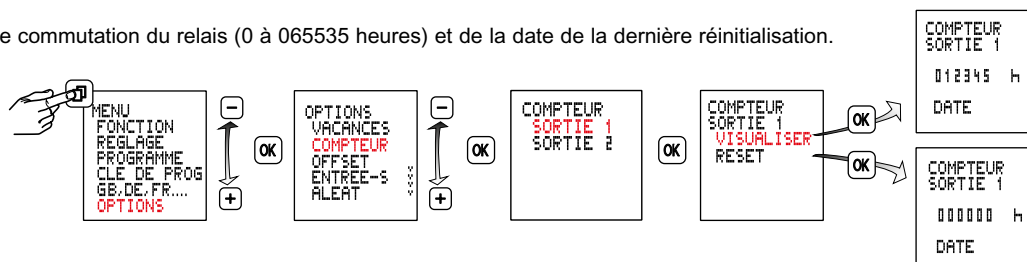 e commutation du relais (0 à 065535 heures) et de la date de la dernière réinitialisation.
MENU
FONCTION
REGLAGE
PROGRAMME
CLE DE PROG
GB,DE,FR....
OPTIONS
−
+
OK
OPTIONS
VACANCES
COMPTEUR
OFFSET
ENTREE-S
ALEAT
−
+
OK
COMPTEUR
SORTIE 1
SORTIE 2
OK
COMPTEUR
SORTIE 1
VISUALISER
RESET
OK
OK
COMPTEUR
SORTIE 1
012345 h
DATE
COMPTEUR
SORTIE 1
000000 h
DATE